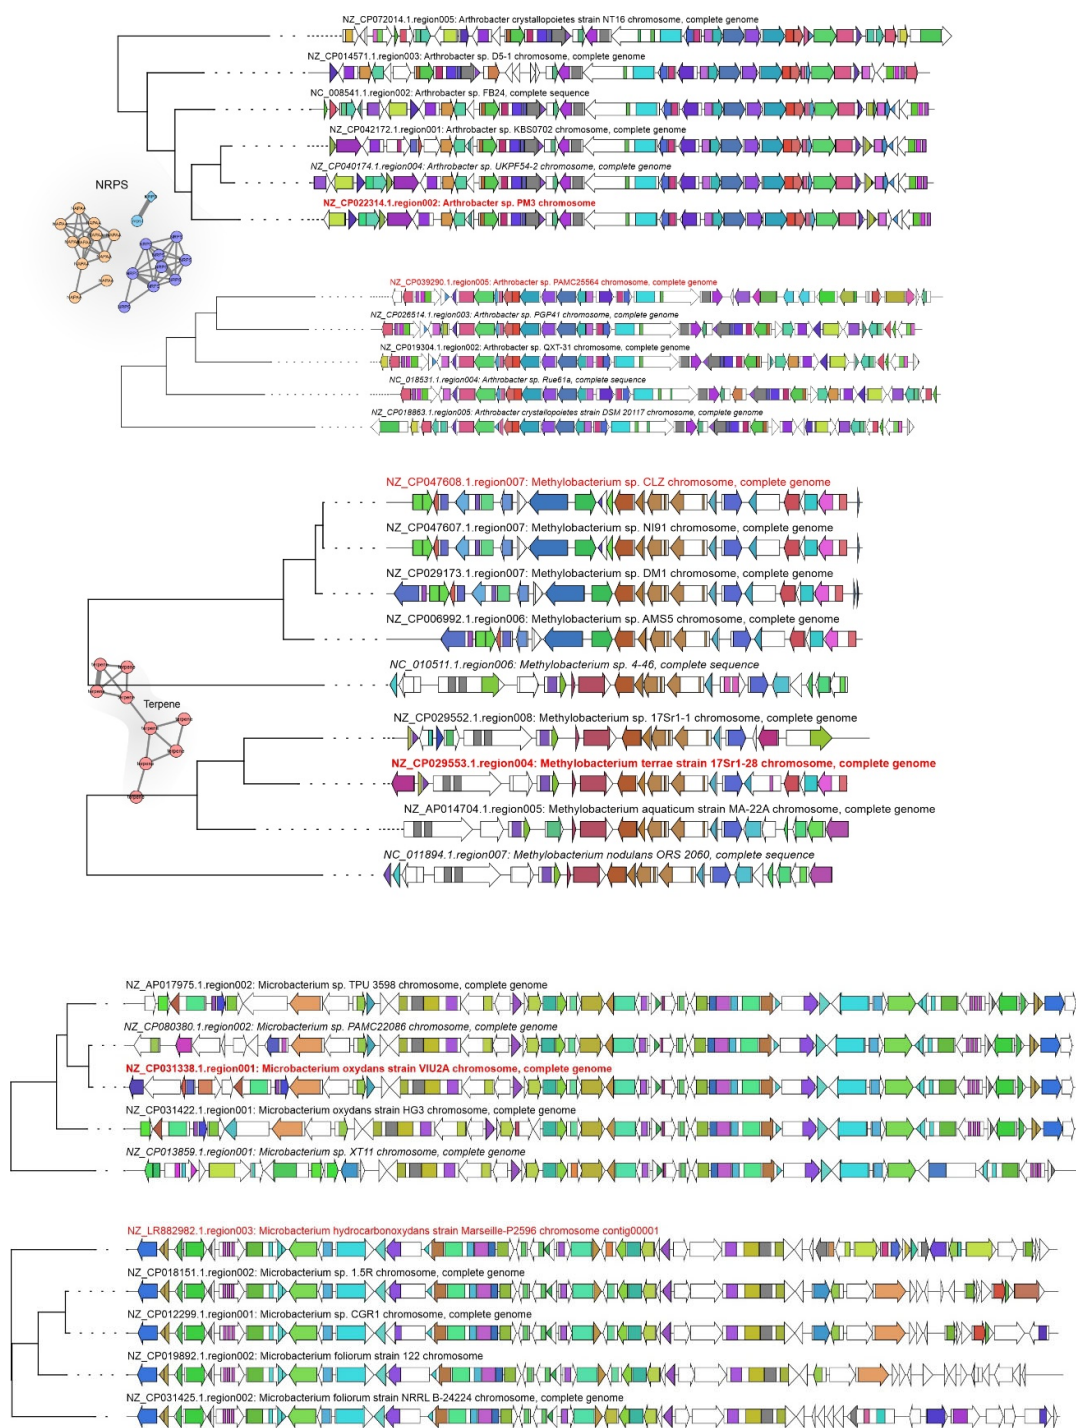 NZ_CP072014.1.region005: Arthrobacter crystallopoietes strain NT16 chromosome, complete genome
NZ_CP014571.1.region003: Arthrobacter sp. D5-1 chromosome, complete genome
NC_008541.1.region002: Arthrobacter sp. FB24, complete sequence
NZ_CP042172.1.region001: Arthrobacter sp. KBS0702 chromosome, complete genome
NZ_CP040174.1.region004: Arthrobacter sp. UKPF54-2 chromosome, complete genome
NRPS
NZ_CP022314.1.region002: Arthrobacter sp. PM3 chromosome
NZ_CP039290.1.region005: Arthrobacter sp. PAMC25564 chromosome, complete genome
NZ_CP026514.1.region003: Arthrobacter sp. PGP41 chromosome, complete genome
NZ_CP019304.1.region002: Arthrobacter sp. QXT-31 chromosome, complete genome
NC_018531.1.region004: Arthrobacter sp. Rue61a, complete sequence
NZ_CP018863.1.region005: Arthrobacter crystallopoietes strain DSM 20117 chromosome, complete genome
NZ_CP047608.1.region007: Methylobacterium sp. CLZ chromosome, complete genome
NZ_CP047607.1.region007: Methylobacterium sp. NI91 chromosome, complete genome
NZ_CP029173.1.region007: Methylobacterium sp. DM1 chromosome, complete genome
NZ_CP006992.1.region006: Methylobacterium sp. AMS5 chromosome, complete genome
NC_010511.1.region006: Methylobacterium sp. 4-46, complete sequence
Terpene
NZ_CP029552.1.region008: Methylobacterium sp. 17Sr1-1 chromosome, complete genome
NZ_CP029553.1.region004: Methylobacterium terrae strain 17Sr1-28 chromosome, complete genome
NZ_AP014704.1.region005: Methylobacterium aquaticum strain MA-22A chromosome, complete genome
NC_011894.1.region007: Methylobacterium nodulans ORS 2060, complete sequence
NZ_AP017975.1.region002: Microbacterium sp. TPU 3598 chromosome, complete genome
NZ_CP080380.1.region002: Microbacterium sp. PAMC22086 chromosome, complete genome
NZ_CP031338.1.region001: Microbacterium oxydans strain VIU2A chromosome, complete genome
NZ_CP031422.1.region001: Microbacterium oxydans strain HG3 chromosome, complete genome
NZ_CP013859.1.region001: Microbacterium sp. XT11 chromosome, complete genome
NZ_LR882982.1.region003: Microbacterium hydrocarbonoxydans strain Marseille-P2596 chromosome contig00001
NZ_CP018151.1.region002: Microbacterium sp. 1.5R chromosome, complete genome
NZ_CP012299.1.region001: Microbacterium sp. CGR1 chromosome, complete genome
NZ_CP019892.1.region002: Microbacterium foliorum strain 122 chromosome
NZ_CP031425.1.region002: Microbacterium foliorum strain NRRL B-24224 chromosome, complete genome